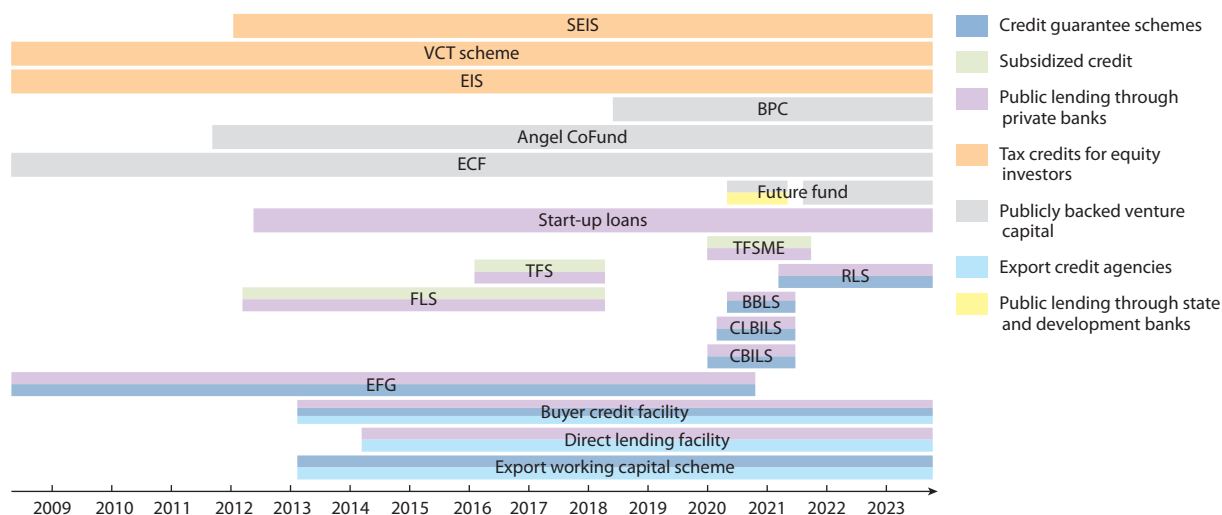 SEIS
VCT scheme
EIS
BPC
Angel CoFund
ECF
Future fund
Start-up loans
TFSME
TFS
RLS
FLS
BBLS
CLBILS
CBILS
EFG
Buyer credit facility
Direct lending facility
Export working capital scheme
2009 2010 2011 2012 2013 2014 2015 2016 2017 2018 2019 2020 2021 2022 2023
Credit guarantee schemes
Subsidized credit
Public lending through
private banks
Tax credits for equity
investors
Publicly backed venture
capital
Export credit agencies
Public lending through state
and development banks